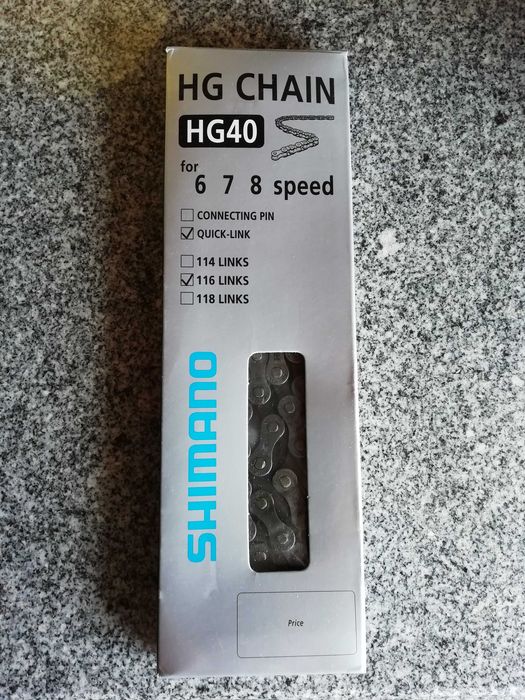 HG CHAIN
HG40
for
6 7 8 speed
CONNECTING PIN
QUICK-LINK
114 LINKS
116 LINKS
118 LINKS
SHIMANO
Price